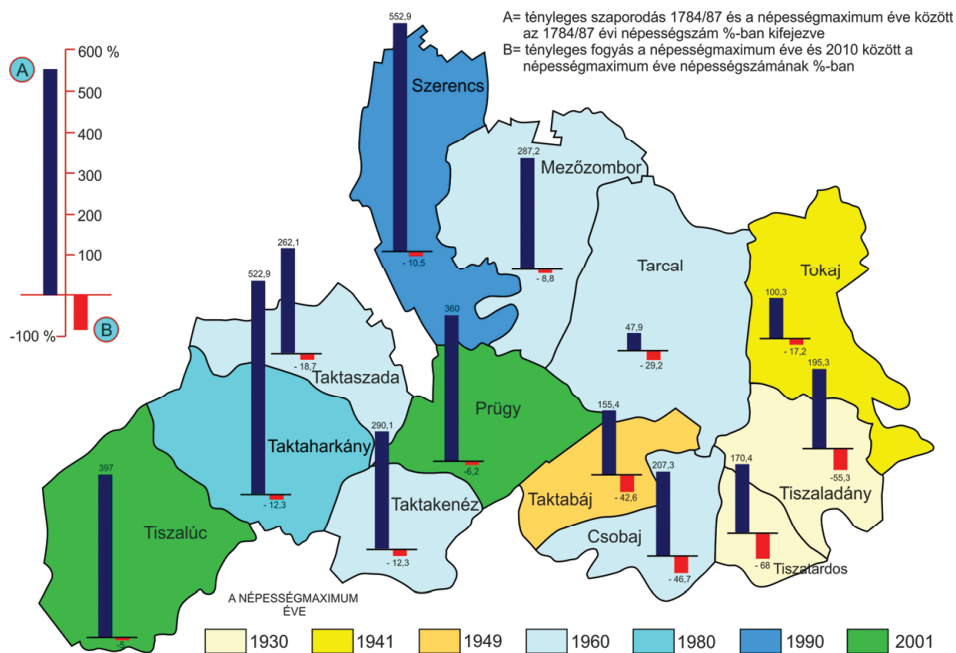 A= tényleges szaporodás 1784/87 és a népességmaximum éve között
az 1784/87 évi népességszám %-ban kifejezve
B= tényleges fogyás a népességmaximum éve és 2010 között a
népességmaximum éve népességszámának %-ban
600 %
A
500
400
300
200
100
-100 %
B
552,9
Szerencs
- 10,5
287,2
Mezőzombor
- 8,8
Tarcal
47,9
- 29,2
Tokaj
100,3
- 17,2
262,1
- 18,7
Taktaszada
522,9
Taktaharkány
- 12,3
360
Prügy
-6,2
195,3
-55,3
Tiszaladány
155,4
Taktabáj
- 42,6
290,1
Taktakenéz
- 12,3
207,3
Csobaj
- 46,7
170,4
- 68
Tiszatardos
397
Tiszalúc
-5
A NÉPESSÉGMAXIMUM
ÉVE
1930 1941 1949 1960 1980 1990 2001